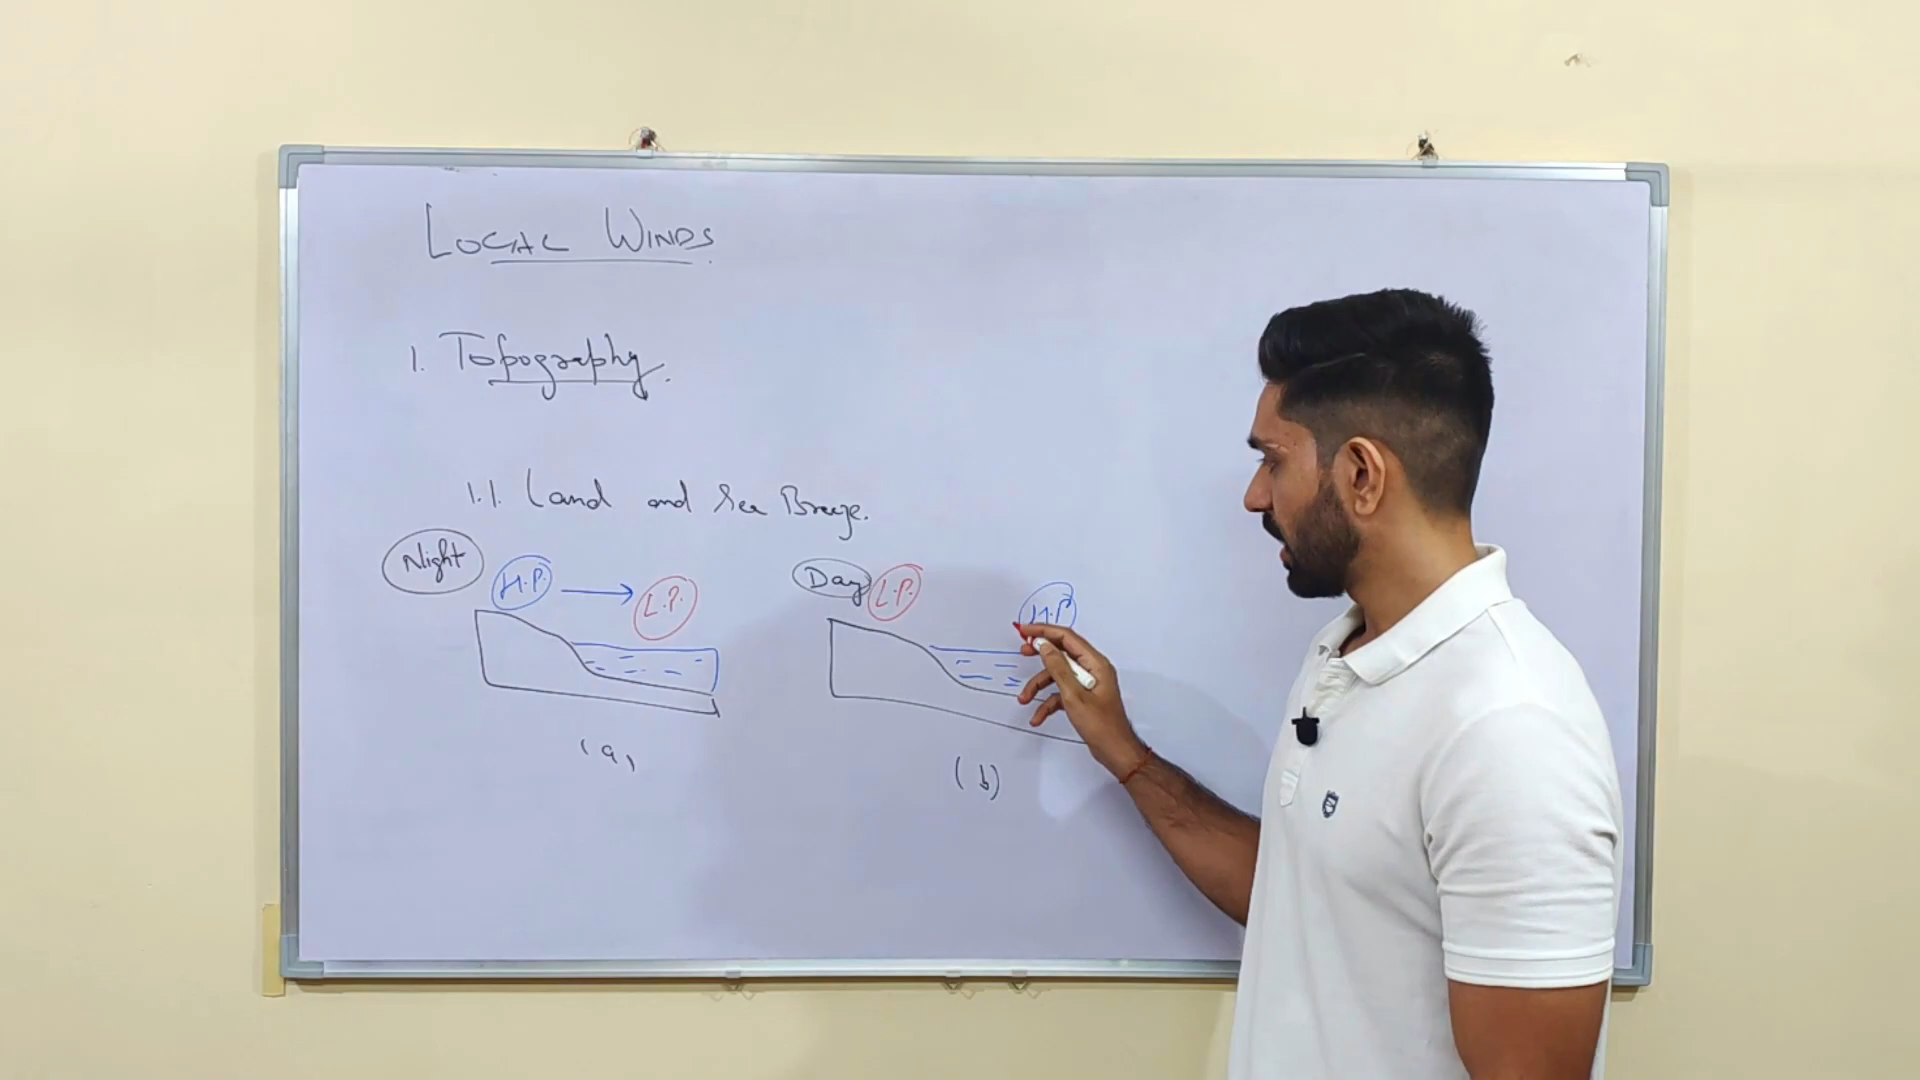 LOCAL WINDS.
1. Topography.
1.1. Land and Sea Breeze.
Night H.P. L.P.
Day L.P. H.P
(a)
(b)